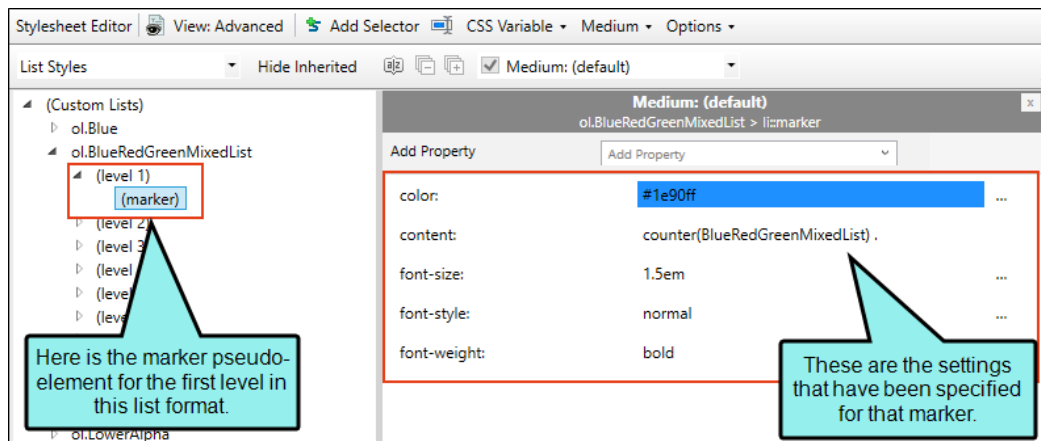 Stylesheet Editor View: Advanced Add Selector CSS Variable Medium Options
List Styles Hide Inherited Medium: (default)
(Custom Lists)
ol.Blue
ol.BlueRedGreenMixedList
(level 1)
(marker)
(level 2)
(level 3
(level
(leve
(leve
ol.LowerAlpha
Here is the marker pseudo-
element for the first level in
this list format.
Medium: (default)
ol.BlueRedGreenMixedList > li::marker
Add Property Add Property
color: #1e90ff ...
content: counter(BlueRedGreenMixedList) .
font-size: 1.5em ...
font-style: normal ...
font-weight: bold
These are the settings
that have been specified
for that marker.